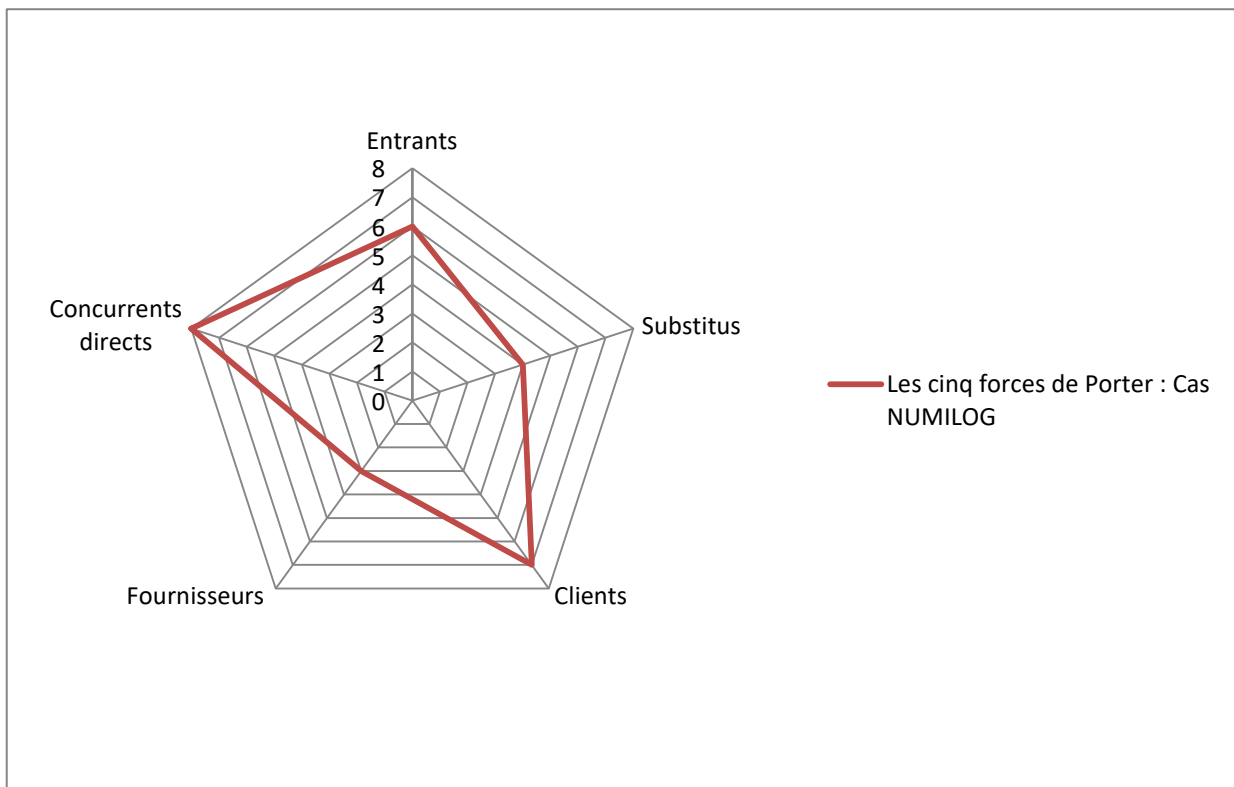 Entrants
8
7
6
5
4
3
2
1
0
Substitus
Concurrents
directs
Les cinq forces de Porter : Cas
NUMILOG
Fournisseurs
Clients